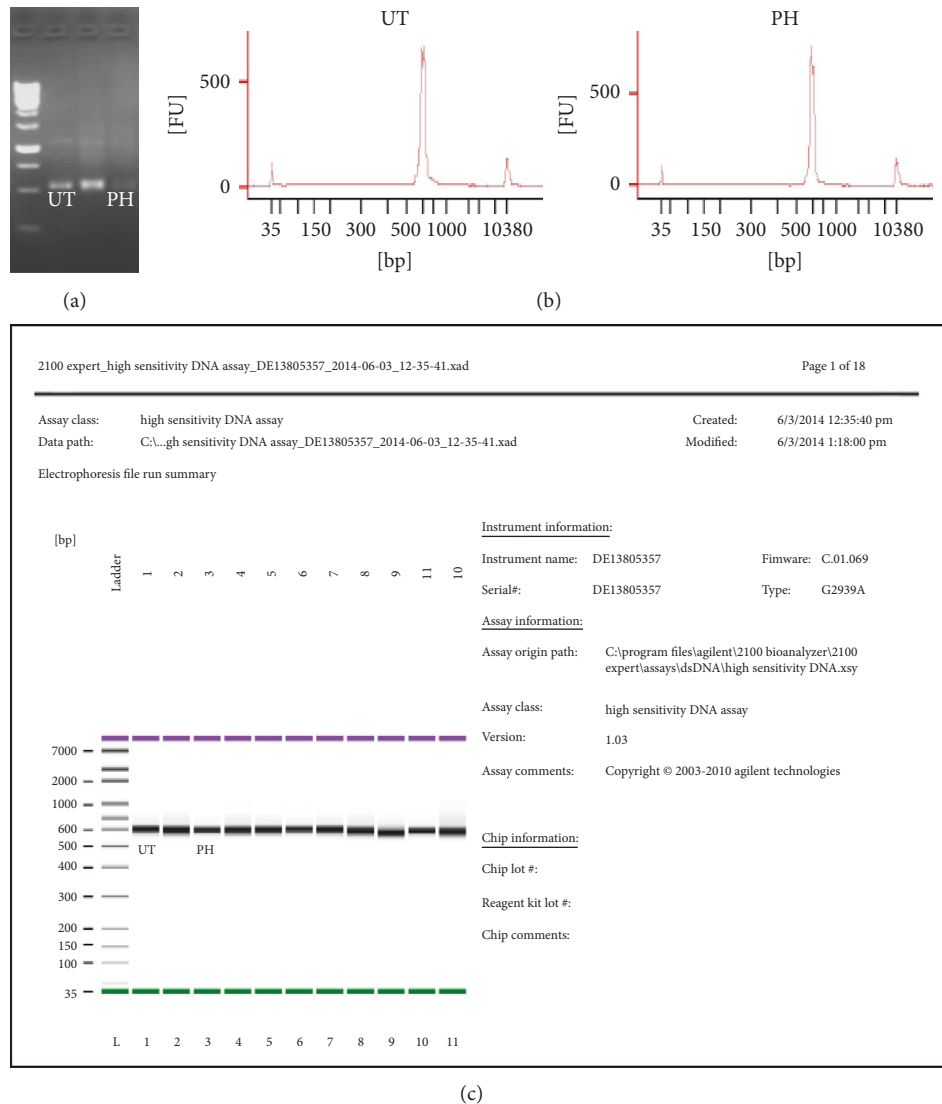 UT PH
(a)
UT
[FU]
500
0
35 150 300 500 1000 10380
[bp]
PH
[FU]
500
0
35 150 300 500 1000 10380
[bp]
(b)
2100 expert_high sensitivity DNA assay_DE13805357_2014-06-03_12-35-41.xad Page 1 of 18
Assay class: high sensitivity DNA assay Created: 6/3/2014 12:35:40 pm
Data path: C:\...gh sensitivity DNA assay_DE13805357_2014-06-03_12-35-41.xad Modified: 6/3/2014 1:18:00 pm
Electrophoresis file run summary
[bp]
Ladder 1 2 3 4 5 6 7 8 9 11 10
7000
2000
1000
600
500
400
300
200
150
100
35
UT PH
L 1 2 3 4 5 6 7 8 9 10 11
Instrument information:
Instrument name: DE13805357 Fimware: C.01.069
Serial#: DE13805357 Type: G2939A
Assay information:
Assay origin path: C:\program files\agilent\2100 bioanalyzer\2100
expert\assays\dsDNA\high sensitivity DNA.xsy
Assay class: high sensitivity DNA assay
Version: 1.03
Assay comments: Copyright © 2003-2010 agilent technologies
Chip information:
Chip lot #:
Reagent kit lot #:
Chip comments:
(c)